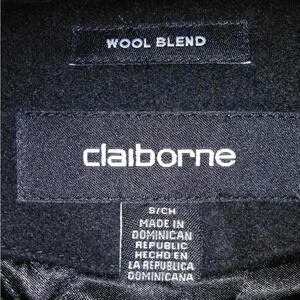 WOOL BLEND
claiborne
S/CH
MADE IN
DOMINICAN
REPUBLIC
HECHO EN
LA REPUBLICA
DOMINICANA